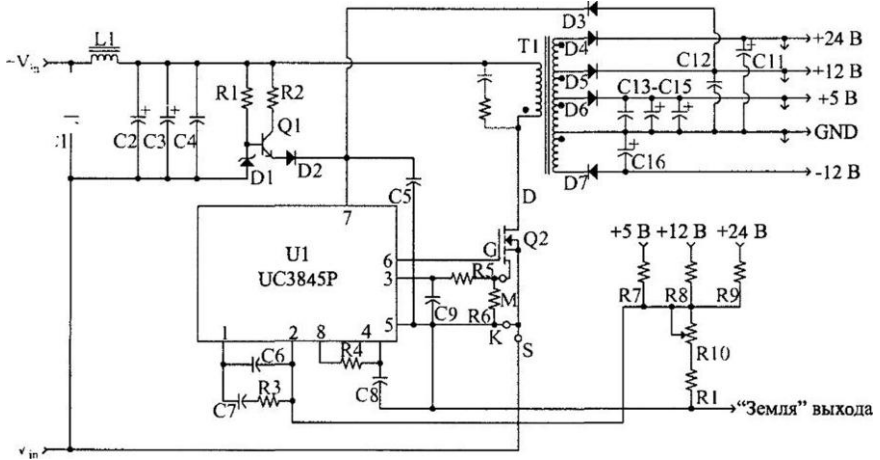 D3
L1
T1
D4
+24 В
~V_in
C12
C11
R1
R2
D5
+12 В
C13-C15
D6
+5 В
Q1
C2
C3
C4
GND
D1
D2
C16
C5
D7
-12 В
7
D
U1
UC3845P
6
G
Q2
+5 В +12 В +24 В
3
R5
M
R7
R8
R9
C9
R6
5
K
S
1
2
8
4
R4
R10
C6
C7
R3
C8
R1
“Земля” выхода